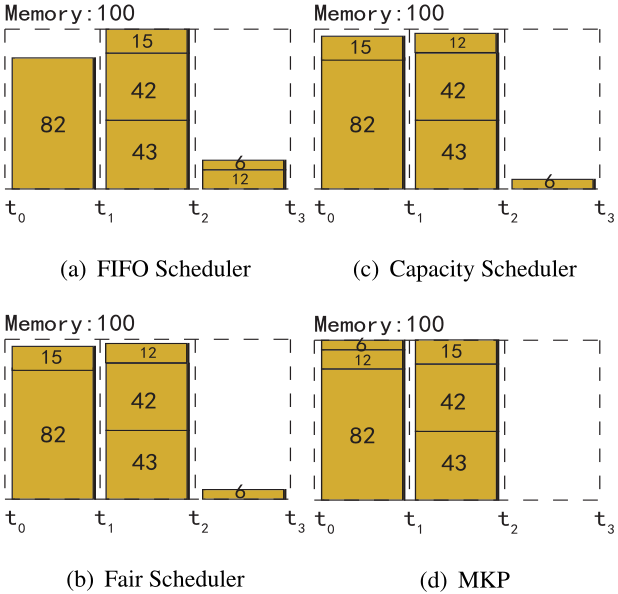 Memory:100
15
42
82
43
6
12
t0 t1 t2 t3
(a) FIFO Scheduler
Memory:100
15
12
42
82
43
6
t0 t1 t2 t3
(c) Capacity Scheduler
Memory:100
15
12
42
82
43
6
t0 t1 t2 t3
(b) Fair Scheduler
Memory:100
6
15
12
42
82
43
t0 t1 t2 t3
(d) MKP